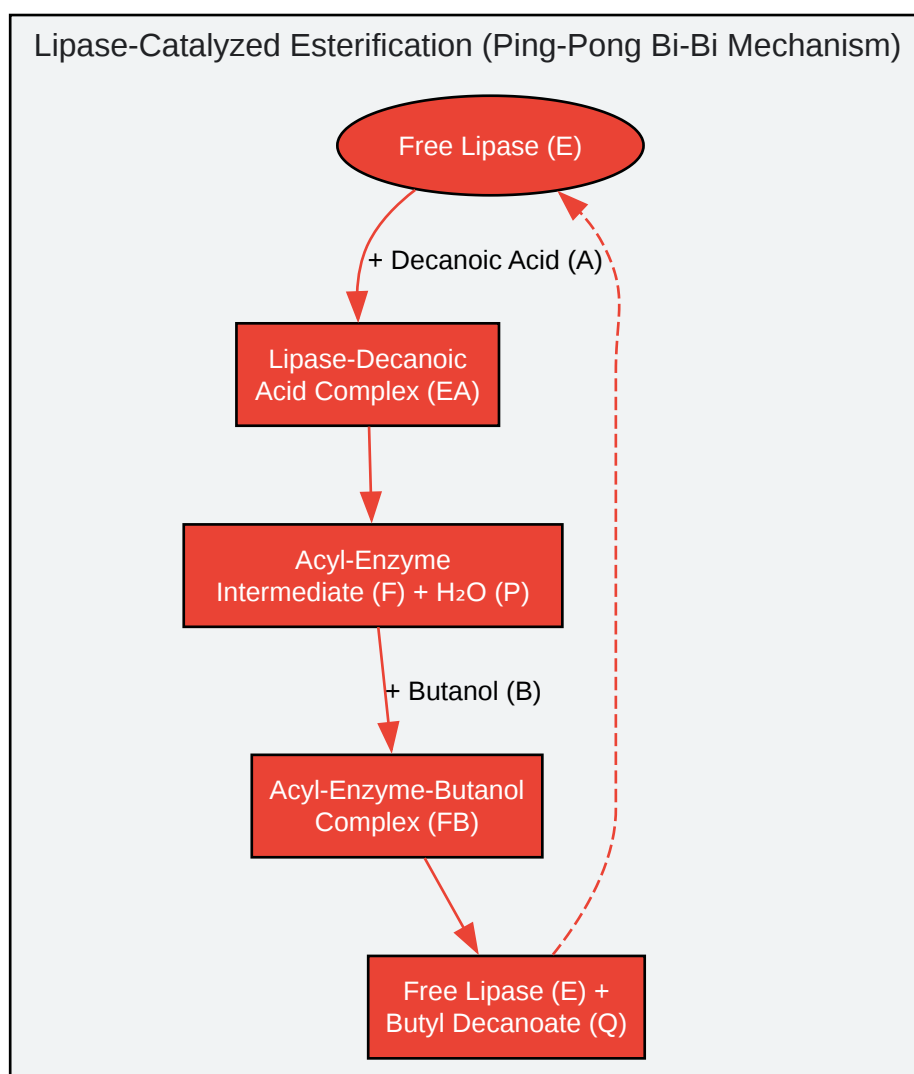 Lipase-Catalyzed Esterification (Ping-Pong Bi-Bi Mechanism)
Free Lipase (E)
+ Decanoic Acid (A)
Lipase-Decanoic
Acid Complex (EA)
Acyl-Enzyme
Intermediate (F) + H₂O (P)
+ Butanol (B)
Acyl-Enzyme-Butanol
Complex (FB)
Free Lipase (E) +
Butyl Decanoate (Q)